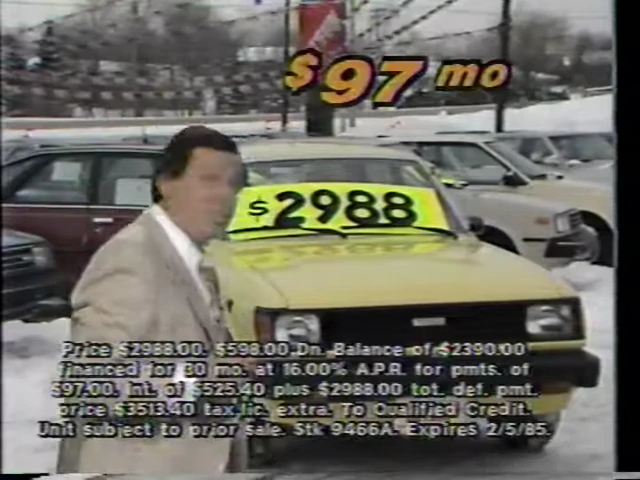 $97 mo
$2988
Price $2988.00. $598.00 Dn. Balance of $2390.00
financed for 30 mo. at 16.00% A.P.R. for pmts. of
$97.00. Int. of $525.40 plus $2988.00 tot. def. pmt.
price $3513.40 tax, lic. extra. To Qualified Credit.
Unit subject to prior sale. Stk 9466A. Expires 2/5/85.